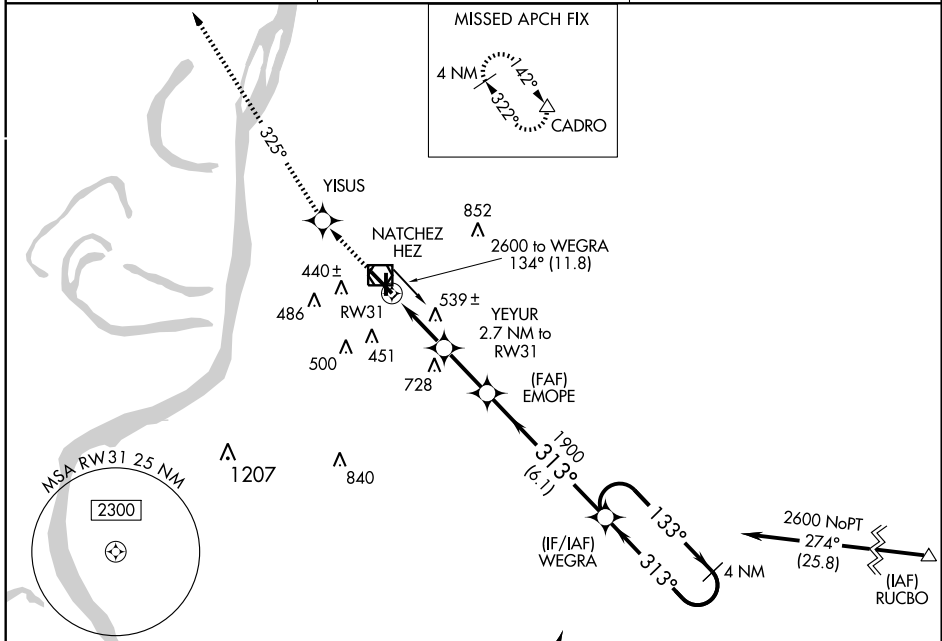 MISSED APCH FIX
4 NM
142°
322°
CADRO
325°
YISUS
852
NATCHEZ
HEZ
2600 to WEGRA
134° (11.8)
440 ±
486
RW31
539 ±
YEYUR
2.7 NM to
RW31
500
451
728
(FAF)
EMOPE
1207
840
1900
313°
(6.1)
MSA RW31 25 NM
2300
(IF/IAF)
WEGRA
133°
313°
4 NM
2600 NoPT
274°
(25.8)
(IAF)
RUCBO